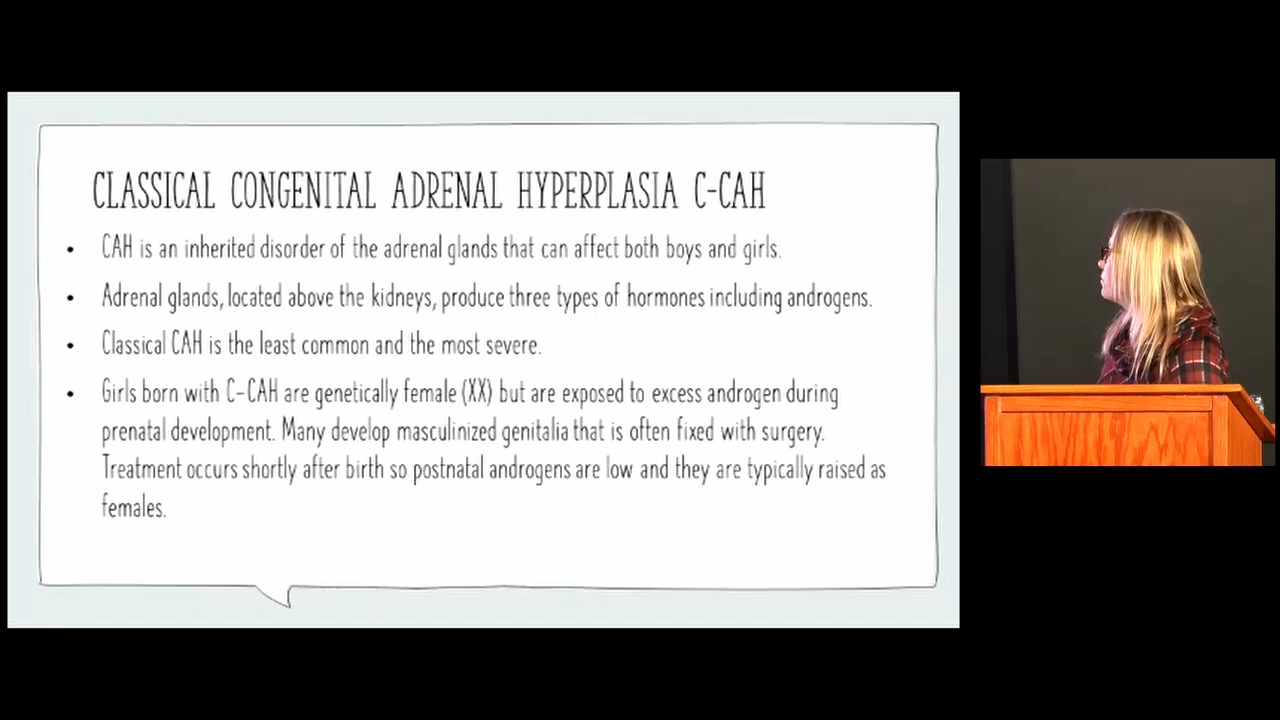 CLASSICAL CONGENITAL ADRENAL HYPERPLASIA C-CAH
• CAH is an inherited disorder of the adrenal glands that can affect both boys and girls.
• Adrenal glands, located above the kidneys, produce three types of hormones including androgens.
• Classical CAH is the least common and the most severe.
• Girls born with C-CAH are genetically female (XX) but are exposed to excess androgen during
prenatal development. Many develop masculinized genitalia that is often fixed with surgery.
Treatment occurs shortly after birth so postnatal androgens are low and they are typically raised as
females.